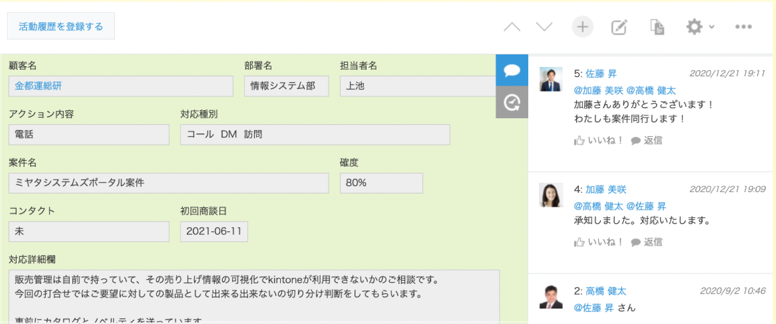 活動履歴を登録する
顧客名
部署名
担当者名
金都運総研
情報システム部
上池
アクション内容
対応種別
電話
コール DM 訪問
案件名
確度
ミヤタシステムズポータル案件
80%
コンタクト
初回商談日
未
2021-06-11
対応詳細欄
販売管理は自前で持っていて、その売り上げ情報の可視化でkintoneが利用できないかのご相談です。
今回の打合せではご要望に対しての製品として出来る出来ないの切り分け判断をしてもらいます。
事前にカタログとノベルティを送っています
5: 佐藤 昇
2020/12/21 19:11
@加藤 美咲 @高橋 健太
加藤さんありがとうございます！
わたしも案件同行します！
いいね！ 返信
4: 加藤 美咲
2020/12/21 19:09
@高橋 健太 @佐藤 昇
承知しました。対応いたします。
いいね！ 返信
2: 高橋 健太
2020/9/2 10:46
@佐藤 昇 さん